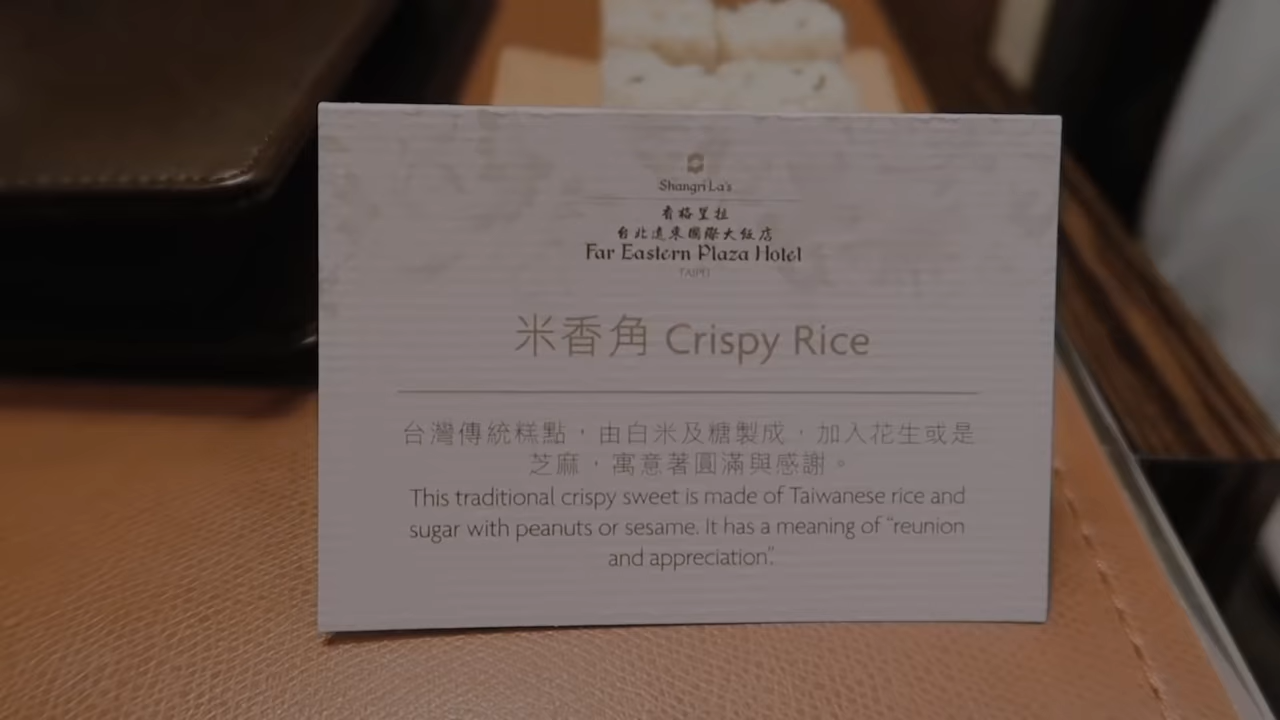 Shangri-La's
香格里拉
台北遠東國際大飯店
Far Eastern Plaza Hotel
TAIPEI
米香角 Crispy Rice
台灣傳統糕點，由白米及糖製成，加入花生或是
芝麻，寓意著圓滿與感謝。
This traditional crispy sweet is made of Taiwanese rice and
sugar with peanuts or sesame. It has a meaning of “reunion
and appreciation”.